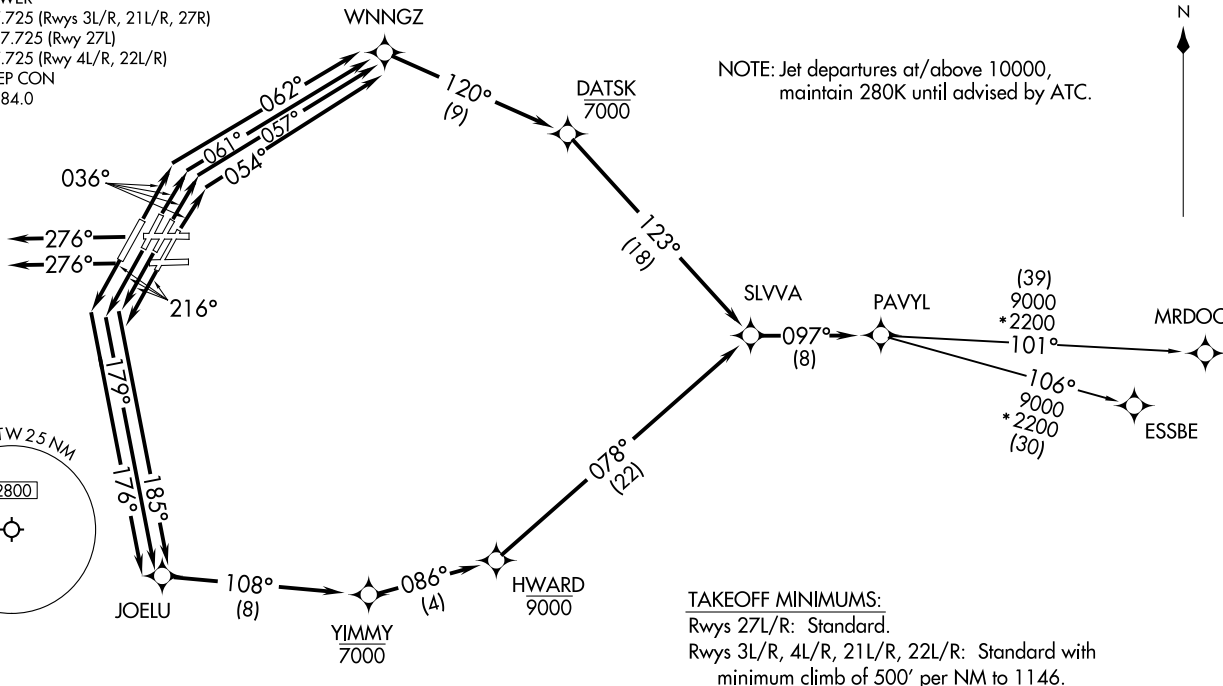 .725 (Rwys 3L/R, 21L/R, 27R)
7.725 (Rwy 27L)
.725 (Rwy 4L/R, 22L/R)
EP CON
84.0
WNNGZ
N
NOTE: Jet departures at/above 10000,
maintain 280K until advised by ATC.
120°
(9)
DATSK
7000
062°
061°
057°
054°
036°
276°
276°
216°
123°
(18)
SLVVA
097°
(8)
PAVYL
(39)
9000
*2200
101°
MRDOC
106°
9000
*2200
(30)
ESSBE
179°
176°
185°
TW 25 NM
2800
078°
(22)
JOELU
108°
(8)
YIMMY
7000
086°
(4)
HWARD
9000
TAKEOFF MINIMUMS:
Rwys 27L/R: Standard.
Rwys 3L/R, 4L/R, 21L/R, 22L/R: Standard with
minimum climb of 500' per NM to 1146.